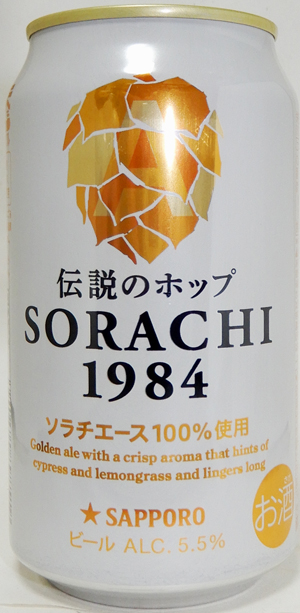 伝説のホップ
SORACHI
1984
ソラチエース100%使用
Golden ale with a crisp aroma that hints of
cypress and lemongrass and lingers long
お酒
★SAPPORO
ビール ALC. 5.5%